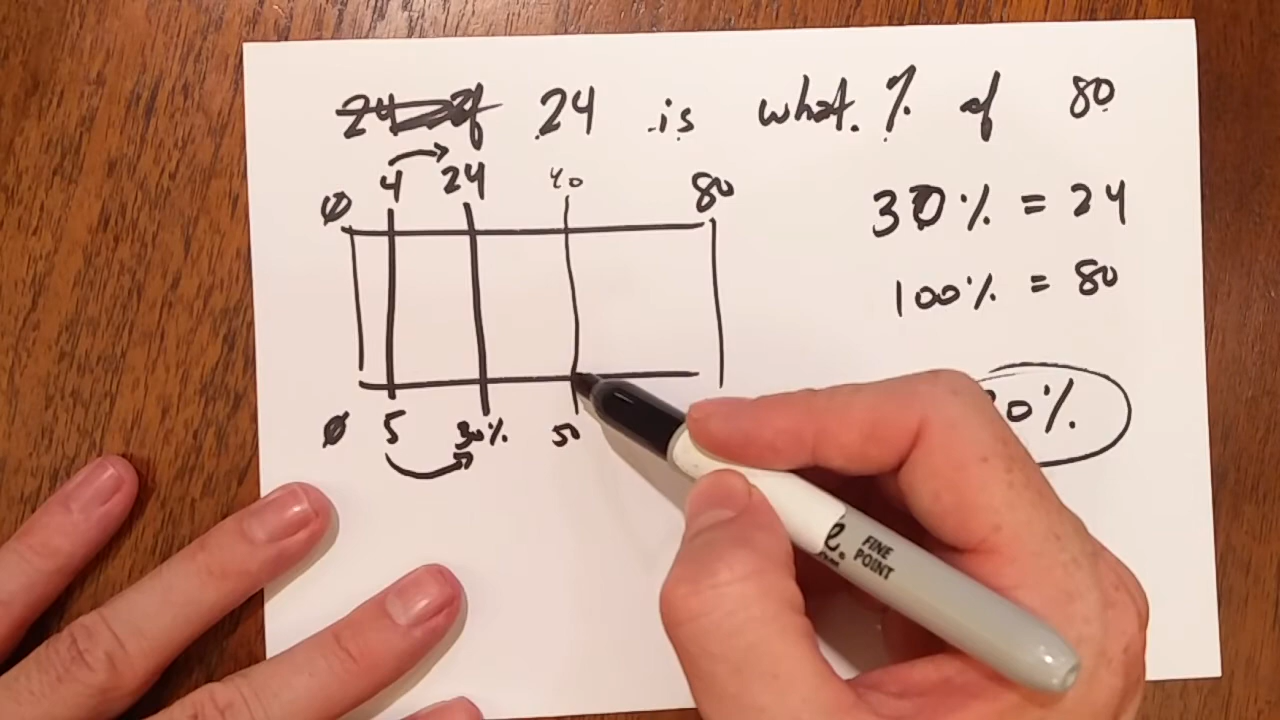 24 is what % of 80
4 24 40 80
Ø
30% = 24
100% = 80
0%
Ø 5 30% 50
FINE
POINT